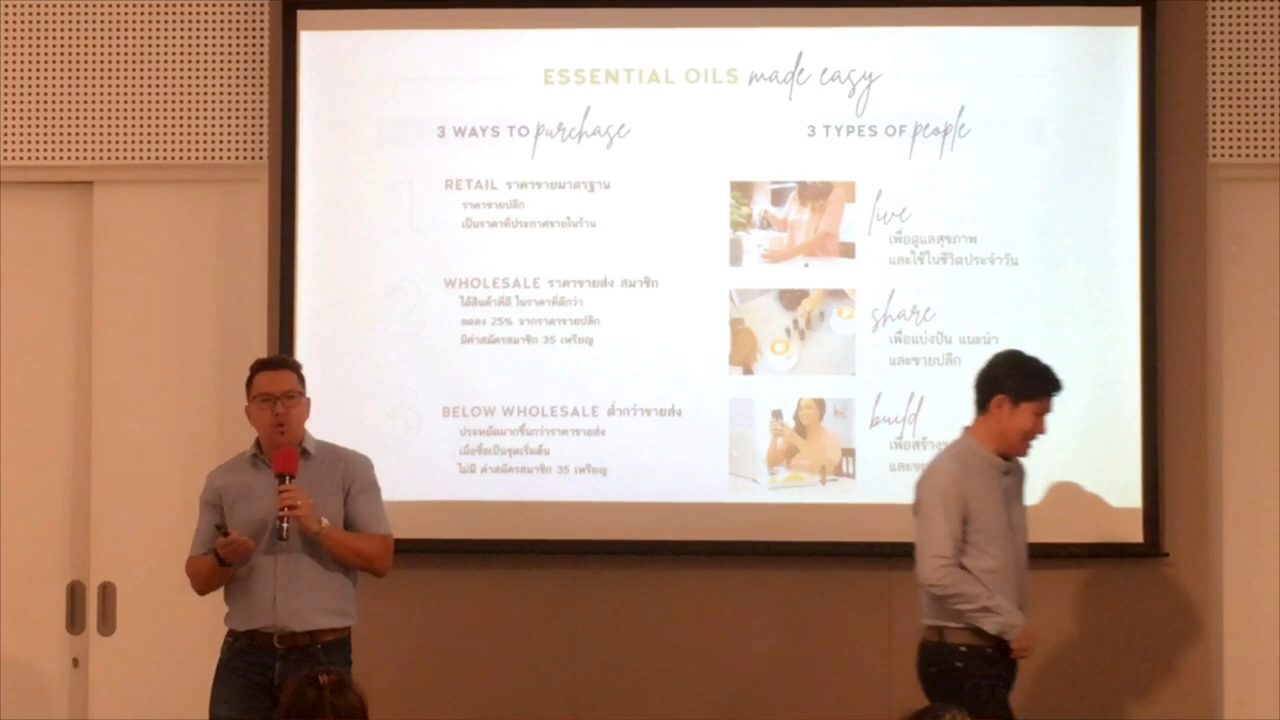 ESSENTIAL OILS made easy
3 WAYS TO purchase
1
RETAIL ราคาขายมาตรฐาน
ราคาขายปลีก
เป็นราคาที่ประกาศขายในร้าน
2
WHOLESALE ราคาขายส่ง สมาชิก
ได้สินค้าที่ดี ในราคาที่ดีกว่า
ลดลง 25% จากราคาขายปลีก
มีค่าสมัครสมาชิก 35 เหรียญ
3
BELOW WHOLESALE ต่ำกว่าขายส่ง
ประหยัดมากขึ้นกว่าราคาขายส่ง
เมื่อซื้อเป็นชุดเริ่มต้น
ไม่มี ค่าสมัครสมาชิก 35 เหรียญ
3 TYPES OF people
live
เพื่อดูแลสุขภาพ
และใช้ในชีวิตประจำวัน
share
เพื่อแบ่งปัน แนะนำ
และขายปลีก
build
เพื่อสร้าง